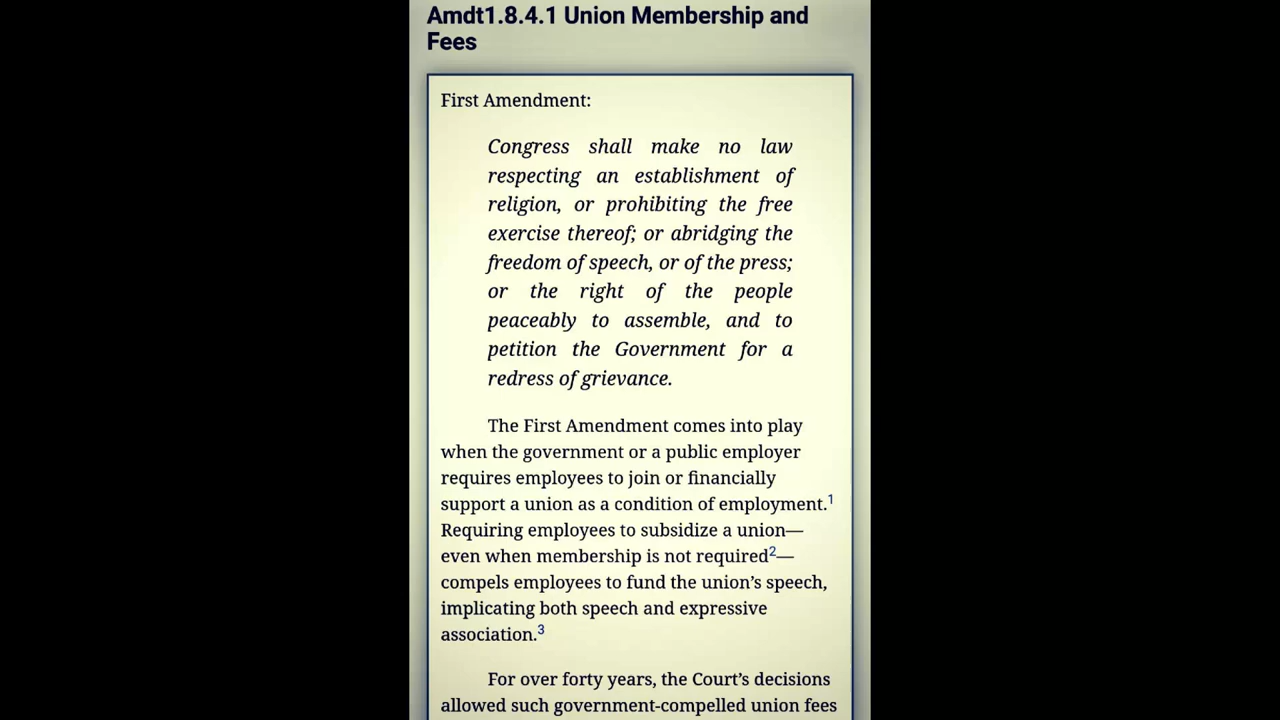 Amdt1.8.4.1 Union Membership and
Fees
First Amendment:
Congress shall make no law
respecting an establishment of
religion, or prohibiting the free
exercise thereof; or abridging the
freedom of speech, or of the press;
or the right of the people
peaceably to assemble, and to
petition the Government for a
redress of grievance.
The First Amendment comes into play
when the government or a public employer
requires employees to join or financially
support a union as a condition of employment.1
Requiring employees to subsidize a union—
even when membership is not required2—
compels employees to fund the union’s speech,
implicating both speech and expressive
association.3
For over forty years, the Court’s decisions
allowed such government-compelled union fees